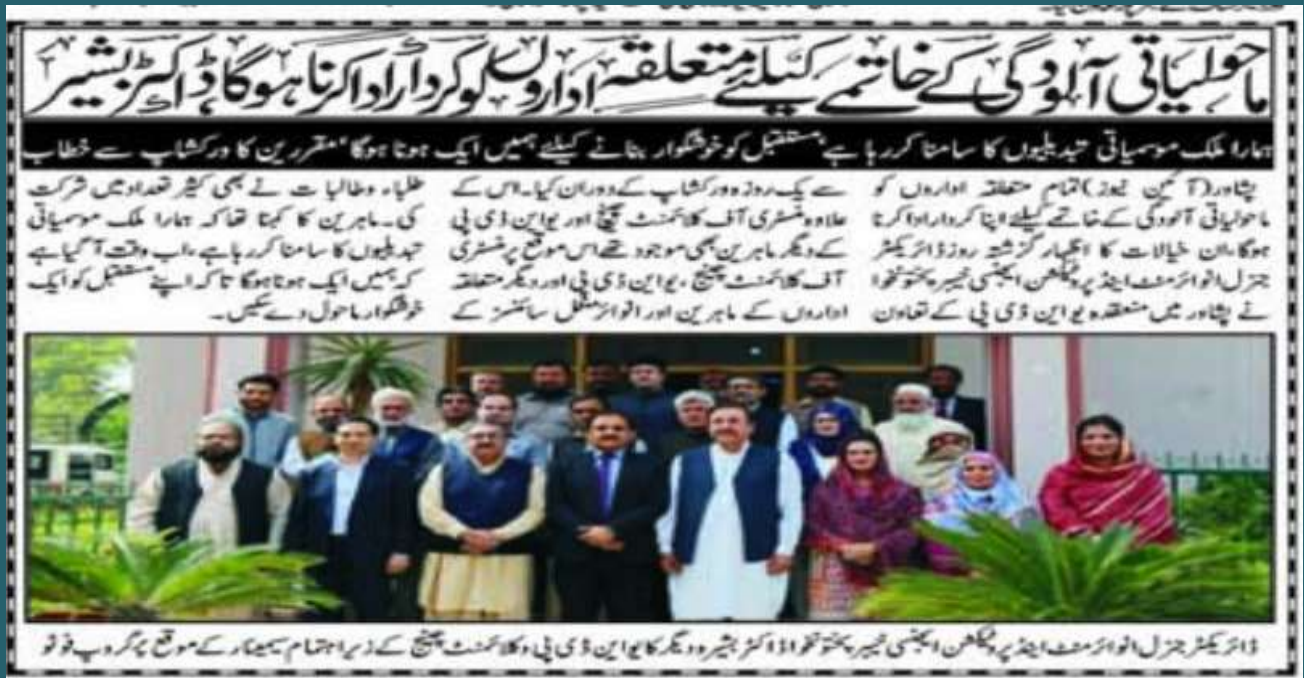 ماحولیاتی آلودگی کے خاتمے کیلئے متعلقہ اداروں کو کردار ادا کرنا ہوگا، ڈاکٹر بشیر
ہمارا ملک موسمیاتی تبدیلیوں کا سامنا کر رہا ہے، مستقبل کو خوشگوار بنانے کیلئے ہمیں ایک ہونا ہوگا، مقررین کا ورکشاپ سے خطاب
پشاور (آئین نیوز) تمام متعلقہ اداروں کو
ماحولیاتی آلودگی کے خاتمے کیلئے اپنا کردار ادا کرنا
ہوگا، ان خیالات کا اظہار گزشتہ روز ڈائریکٹر
جنرل انوائرمنٹ اینڈ پروٹیکشن ایجنسی خیبر پختونخوا
نے پشاور میں منعقدہ یو این ڈی پی کے تعاون
سے یک روزہ ورکشاپ کے دوران کیا۔ اس کے
علاوہ منسٹری آف کلائمنٹ چینج اور یو این ڈی پی
کے دیگر ماہرین بھی موجود تھے اس موقع پر منسٹری
آف کلائمنٹ چینج، یو این ڈی پی اور دیگر متعلقہ
اداروں کے ماہرین اور انوائرمنٹل سائنسز کے
طلباء و طالبات نے بھی کثیر تعداد میں شرکت
کی۔ ماہرین کا کہنا تھا کہ ہمارا ملک موسمیاتی
تبدیلیوں کا سامنا کر رہا ہے، اب وقت آ گیا ہے
کہ ہمیں ایک ہونا ہوگا تا کہ اپنے مستقبل کو ایک
خوشگوار ماحول دے سکیں۔
ڈائریکٹر جنرل انوائرمنٹ اینڈ پروٹیکشن ایجنسی خیبر پختونخوا ڈاکٹر بشیر و دیگر کا یو این ڈی پی و کلائمنٹ چینج کے زیر اہتمام سیمینار کے موقع پر گروپ فوٹو